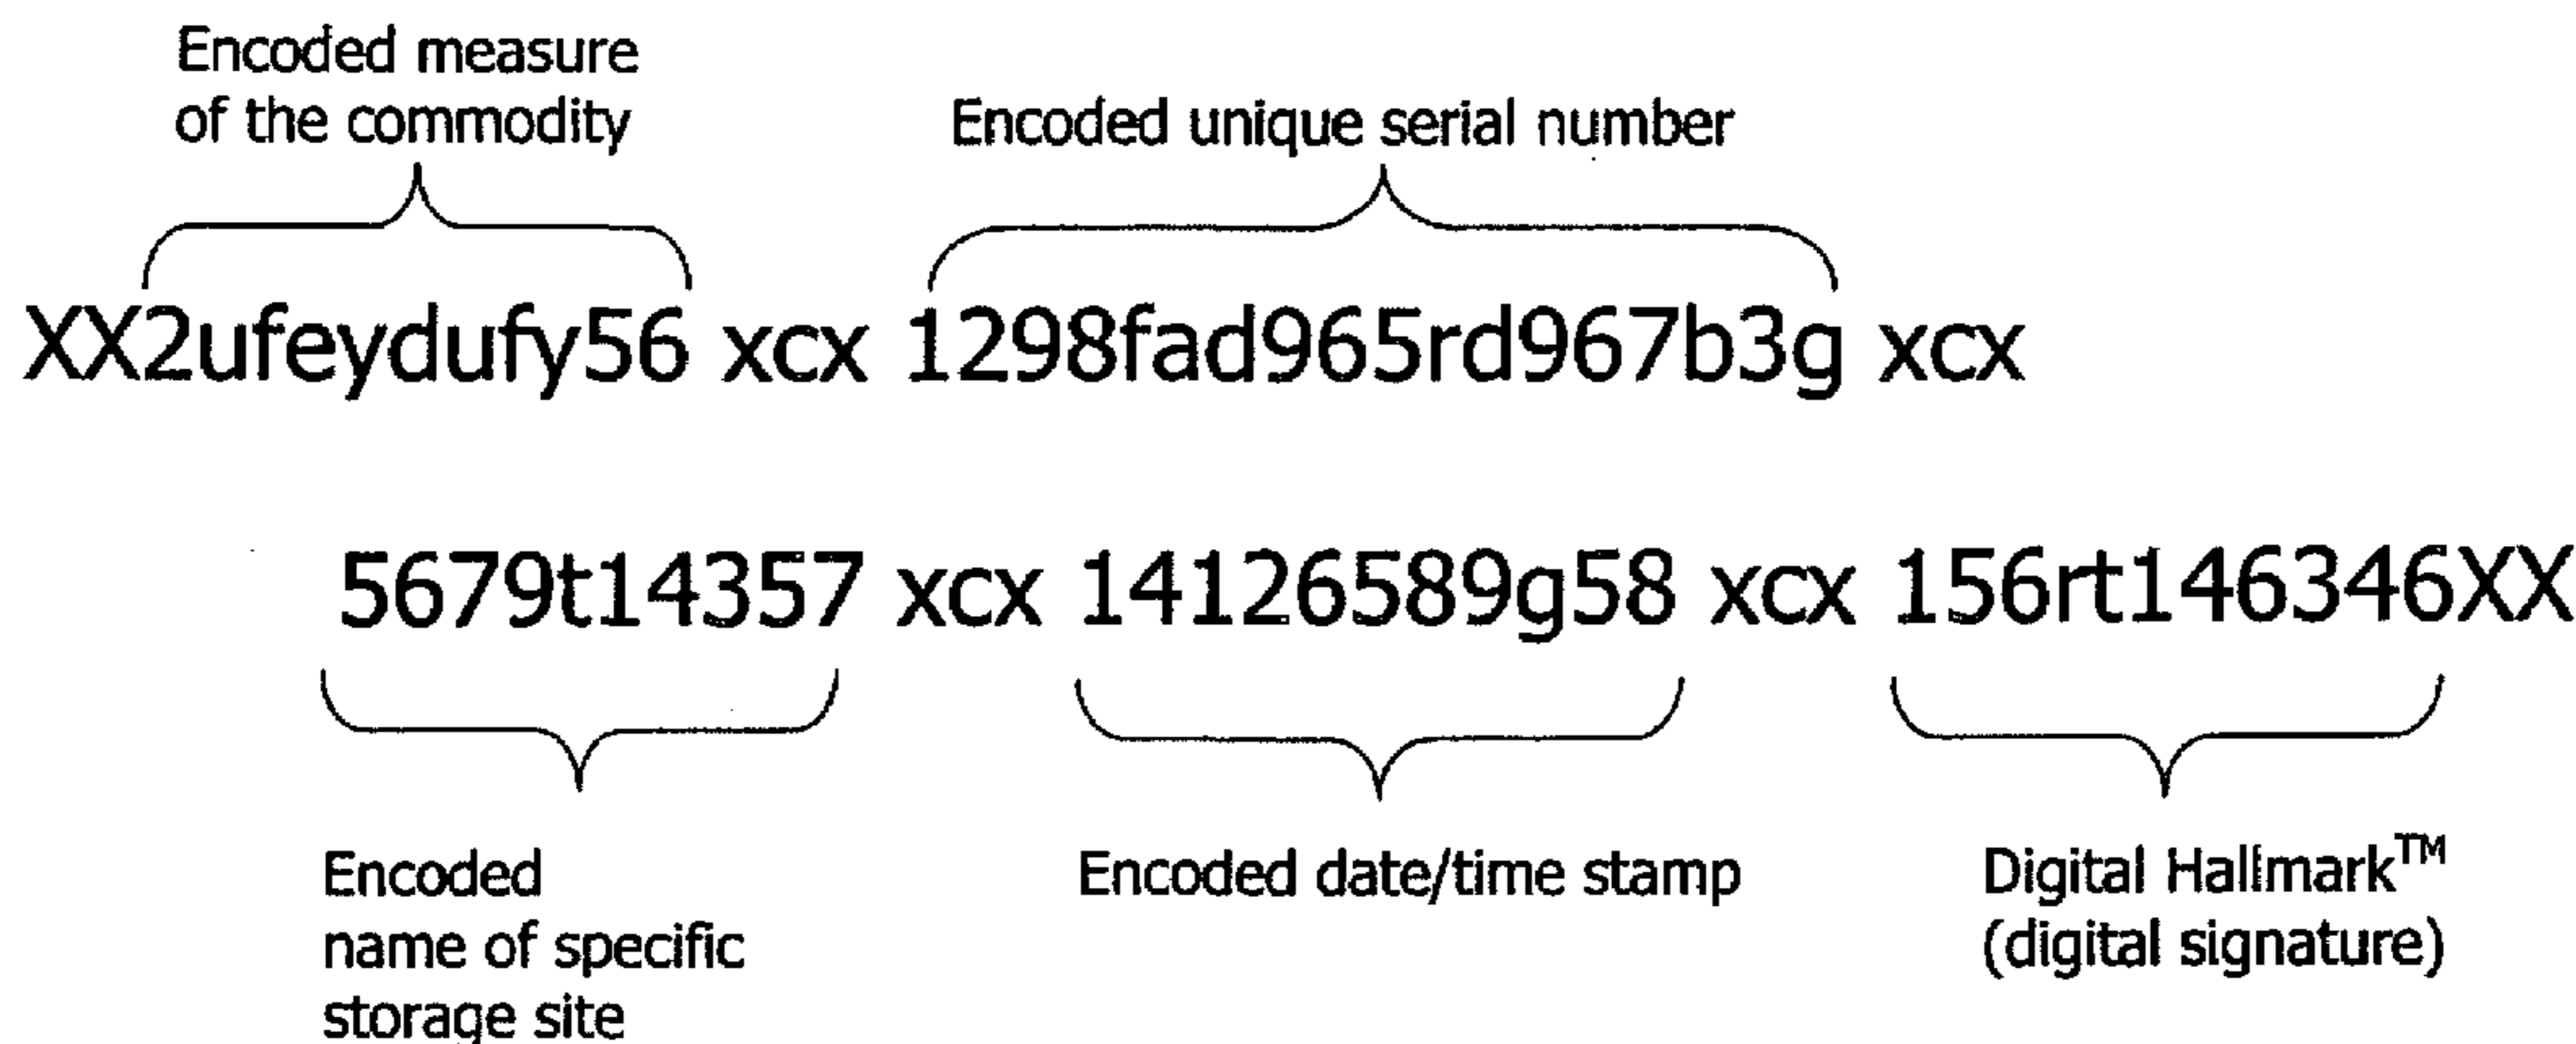 Encoded measure
of the commodity
Encoded unique serial number
XX2ufeydufy56 xcx 1298fad965rd967b3g xcx
5679t14357 xcx 14126589g58 xcx 156rt146346XX
Encoded
name of specific
storage site
Encoded date/time stamp
Digital Hallmark™
(digital signature)